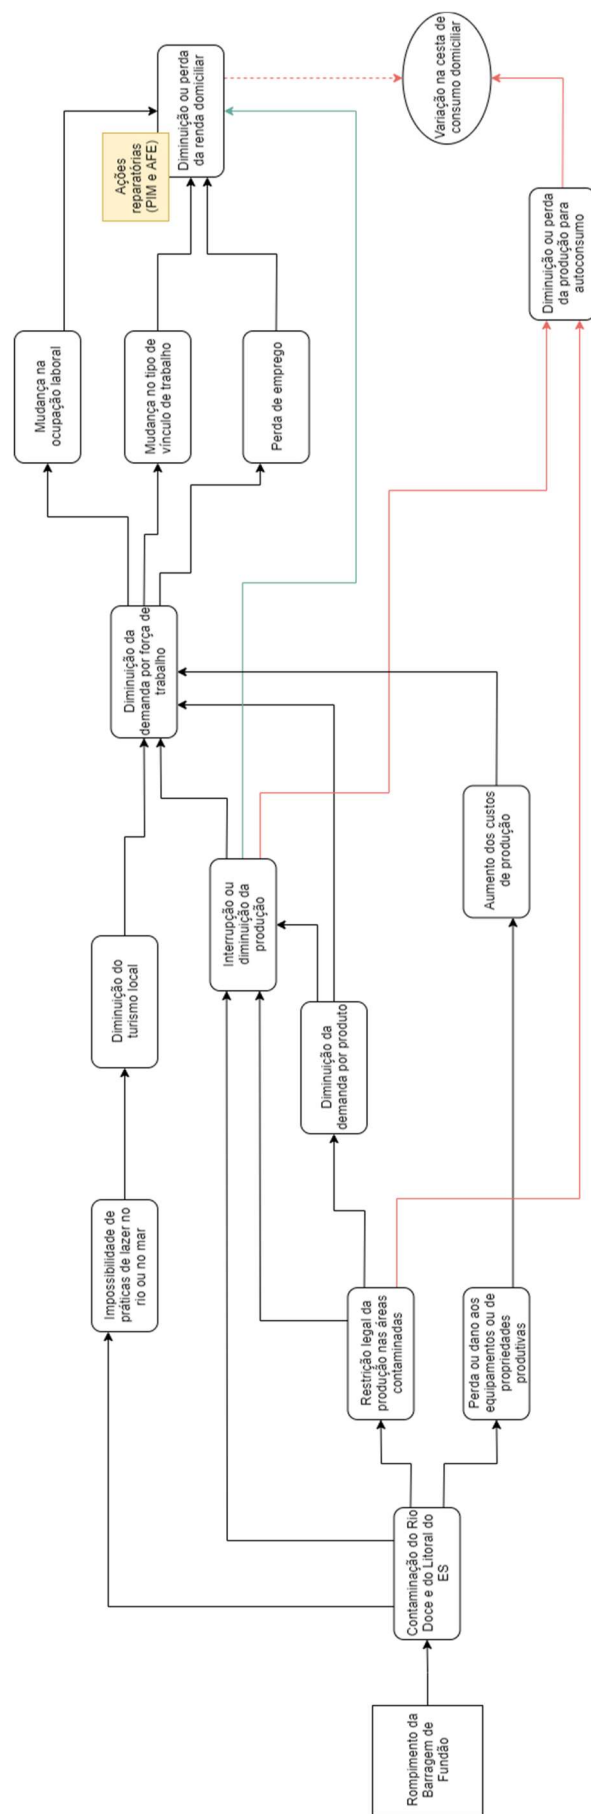 Rompimento da
Barragem de
Fundão
Contaminação do Rio
Doce e do Litoral do
ES
Impossibilidade de
práticas de lazer no
rio ou no mar
Restrição legal da
produção nas áreas
contaminadas
Perda ou dano aos
equipamentos ou de
propriedades
produtivas
Diminuição do
turismo local
Diminuição da
demanda por produto
Interrupção ou
diminuição da
produção
Aumento dos custos
de produção
Diminuição da
demanda por força de
trabalho
Mudança na
ocupação laboral
Mudança no tipo de
vínculo de trabalho
Perda de emprego
Ações
reparatórias
(PIM e AFE)
Diminuição ou perda
da renda domiciliar
Diminuição ou perda
da produção para
autoconsumo
Variação na cesta de
consumo domiciliar